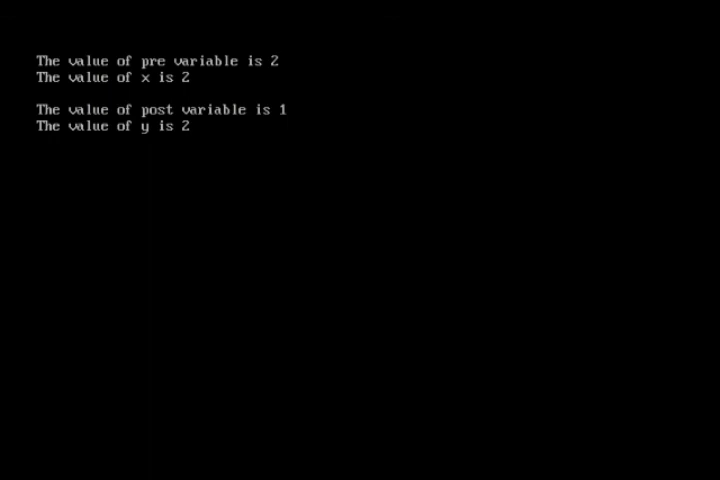 The value of pre variable is 2
The value of x is 2
The value of post variable is 1
The value of y is 2